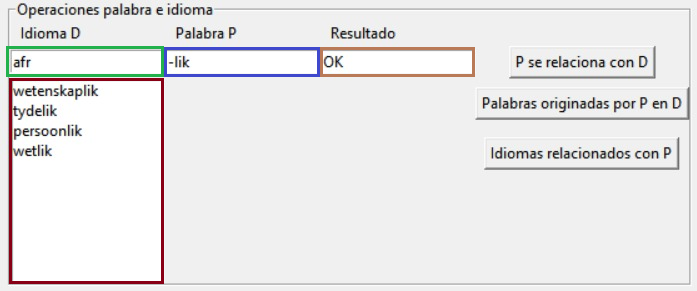 Operaciones palabra e idioma
Idioma D Palabra P Resultado
afr -lik OK P se relaciona con D
wetenskaplik
Palabras originadas por P en D
tydelik
persoonlik
wetlik Idiomas relacionados con P